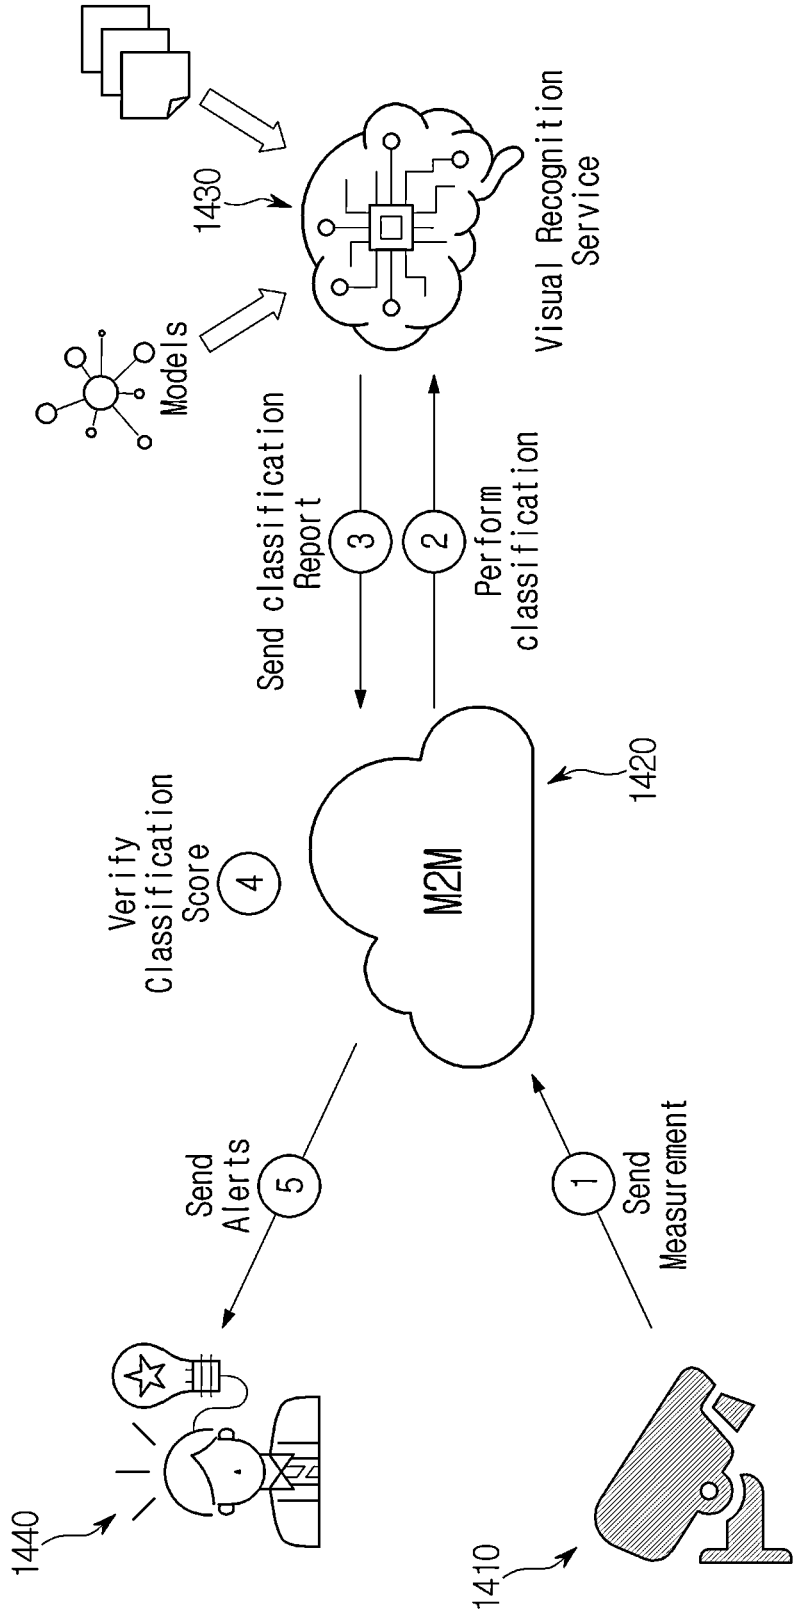 1440
5
Send
Alerts
4
Verify
Classification
Score
Send classification
Report
3
Models
1430
1410
1
Send
Measurement
M2M
1420
2
Perform
classification
Visual Recognition
Service